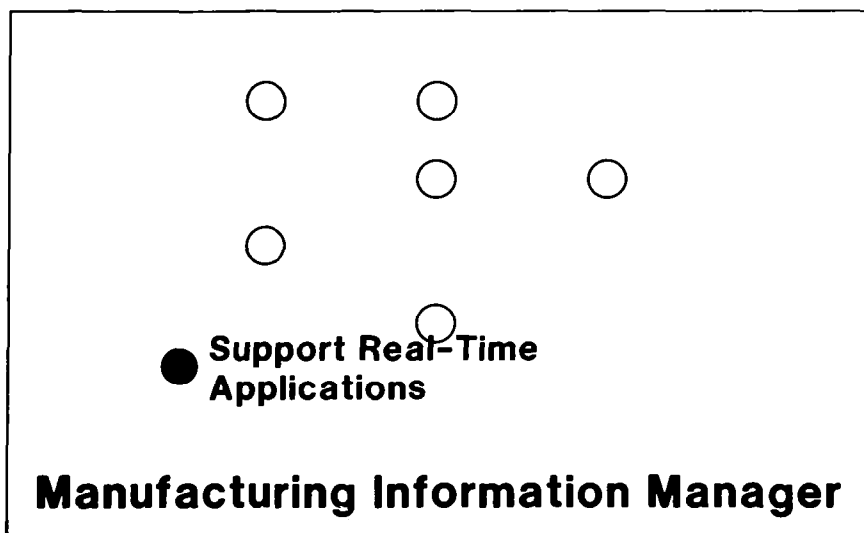 Support Real-Time
Applications
Manufacturing Information Manager